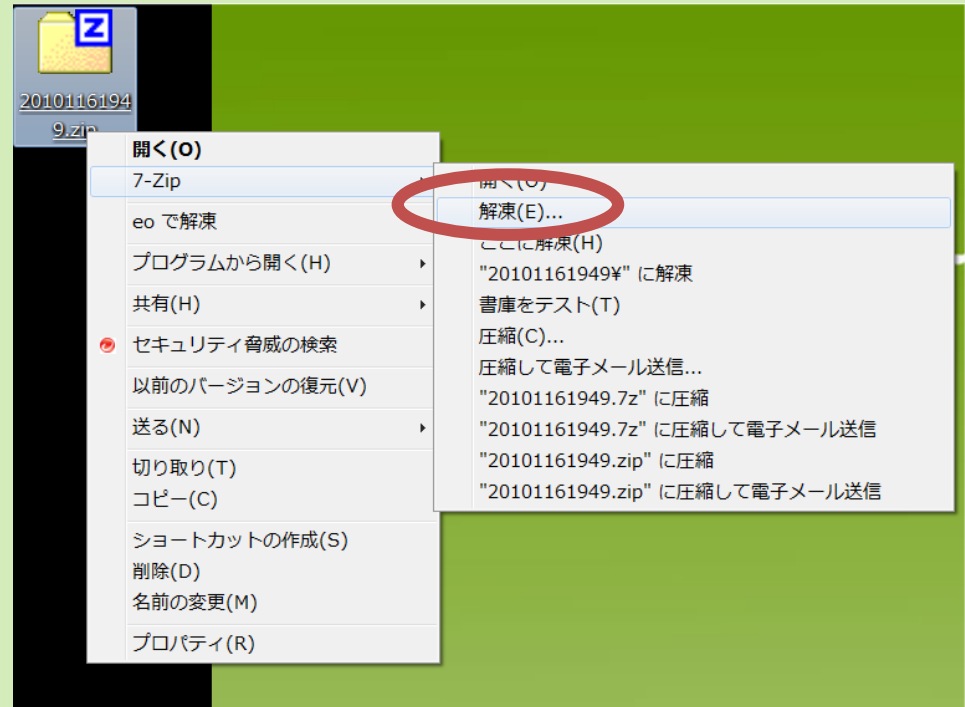 2010116194
9.zip
開く(O)
7-Zip
eo で解凍
プログラムから開く(H)
共有(H)
セキュリティ脅威の検索
以前のバージョンの復元(V)
送る(N)
切り取り(T)
コピー(C)
ショートカットの作成(S)
削除(D)
名前の変更(M)
プロパティ(R)
開く(O)
解凍(E)...
ここに解凍(H)
"20101161949¥" に解凍
書庫をテスト(T)
圧縮(C)...
圧縮して電子メール送信...
"20101161949.7z" に圧縮
"20101161949.7z" に圧縮して電子メール送信
"20101161949.zip" に圧縮
"20101161949.zip" に圧縮して電子メール送信